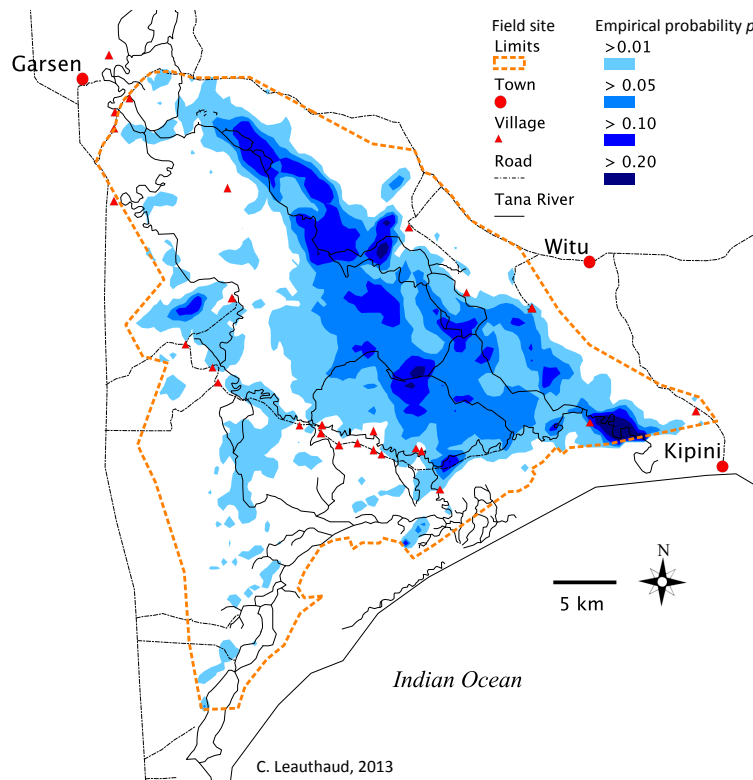 Field site
Limits
Town
Village
Road
Tana River
Empirical probability p
>0.01
> 0.05
> 0.10
> 0.20
Garsen
Witu
Kipini
N
5 km
Indian Ocean
C. Leauthaud, 2013